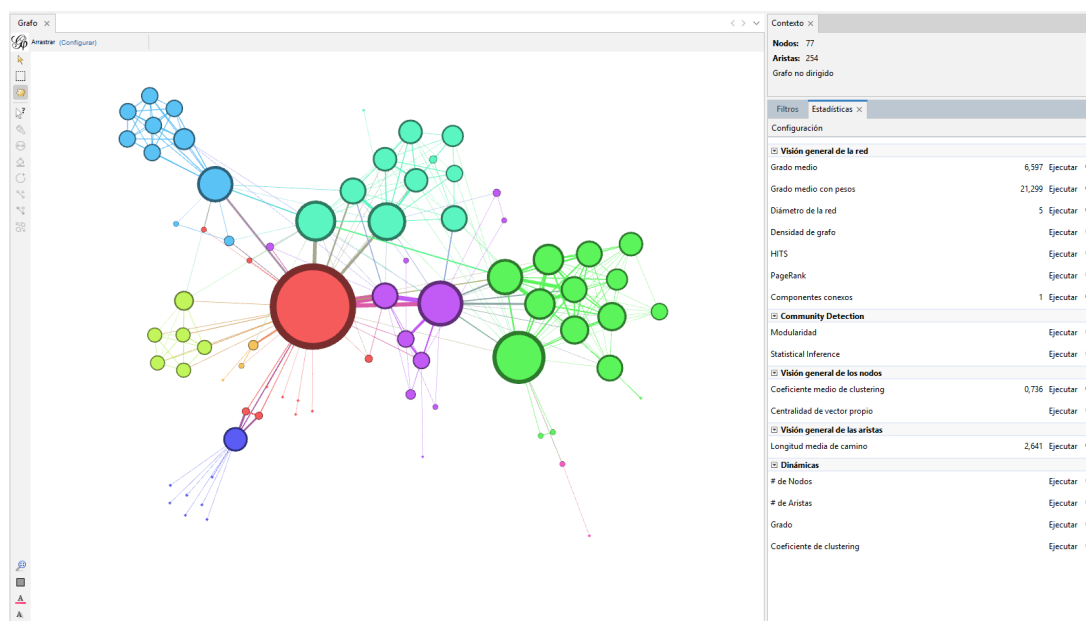 Grafo ×
Arrastrar (Configurar)
Contexto ×
Nodos: 77
Aristas: 254
Grafo no dirigido
Filtros
Estadísticas ×
Configuración
Visión general de la red
Grado medio 6,597 Ejecutar
Grado medio con pesos 21,299 Ejecutar
Diámetro de la red 5 Ejecutar
Densidad de grafo Ejecutar
HITS Ejecutar
PageRank Ejecutar
Componentes conexos 1 Ejecutar
Community Detection
Modularidad Ejecutar
Statistical Inference Ejecutar
Visión general de los nodos
Coeficiente medio de clustering 0,736 Ejecutar
Centralidad de vector propio Ejecutar
Visión general de las aristas
Longitud media de camino 2,641 Ejecutar
Dinámicas
# de Nodos Ejecutar
# de Aristas Ejecutar
Grado Ejecutar
Coeficiente de clustering Ejecutar